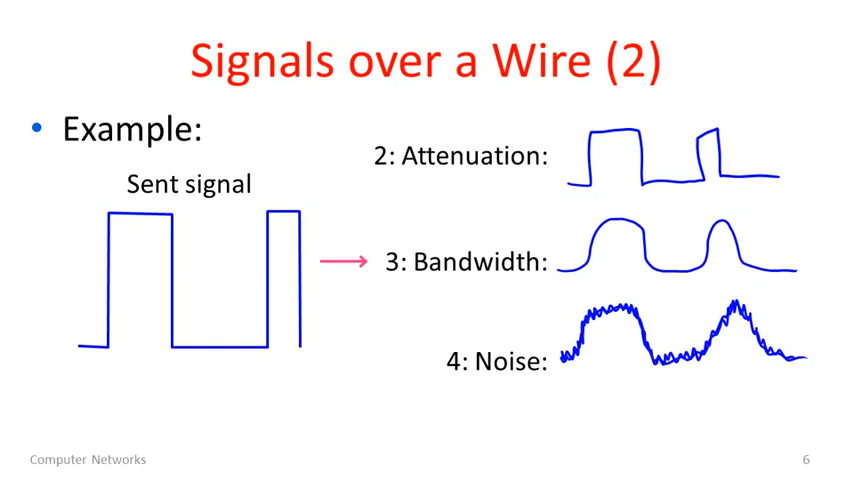 Signals over a Wire (2)
• Example:
Sent signal
2: Attenuation:
3: Bandwidth:
4: Noise:
Computer Networks
6